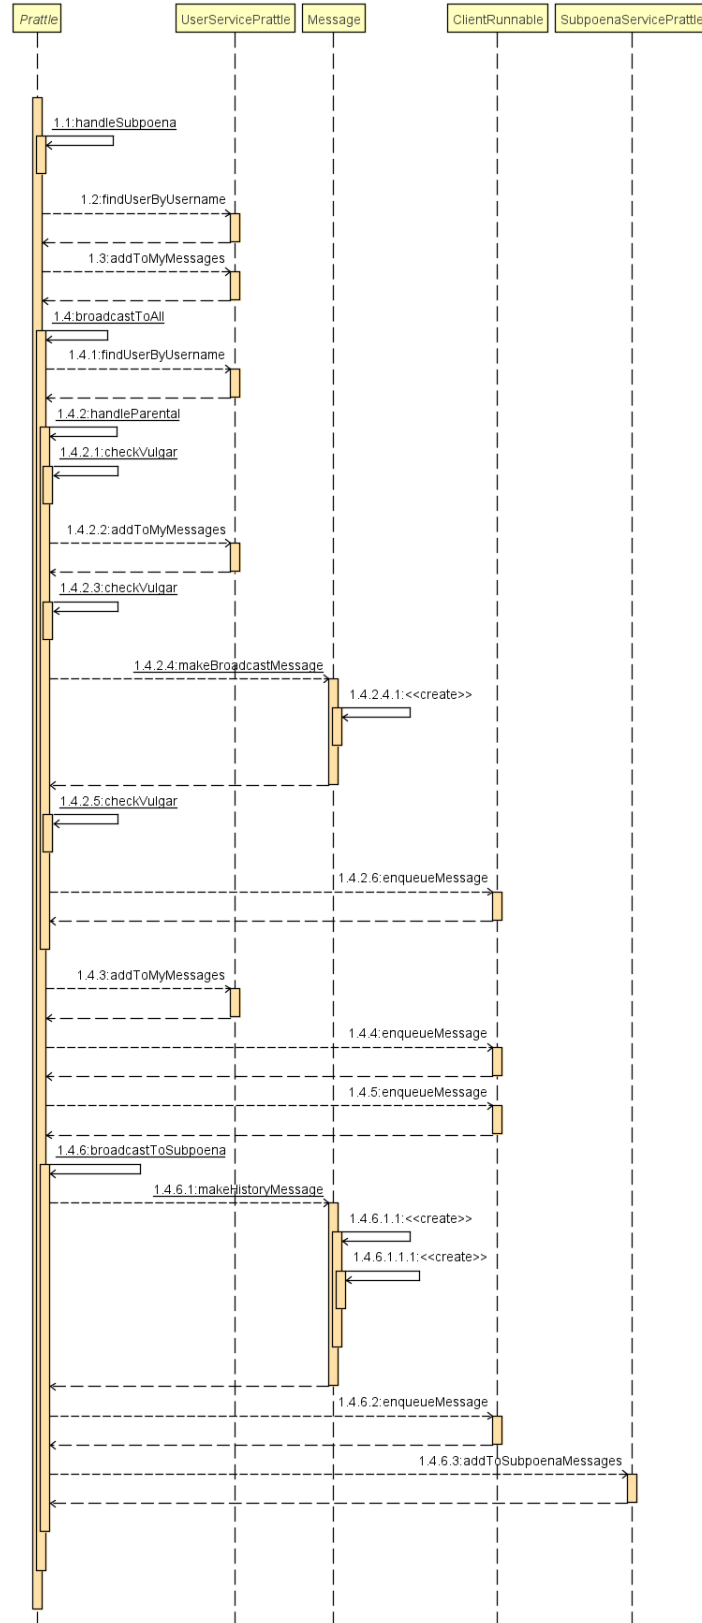 Prattle
UserServicePrattle
Message
ClientRunnable
SubpoenaServicePrattle
1.1:handleSubpoena
1.2:findUserByUsername
1.3:addToMyMessages
1.4:broadcastToAll
1.4.1:findUserByUsername
1.4.2:handleParental
1.4.2.1:checkVulgar
1.4.2.2:addToMyMessages
1.4.2.3:checkVulgar
1.4.2.4:makeBroadcastMessage
1.4.2.4.1:<<create>>
1.4.2.5:checkVulgar
1.4.2.6:enqueueMessage
1.4.3:addToMyMessages
1.4.4:enqueueMessage
1.4.5:enqueueMessage
1.4.6:broadcastToSubpoena
1.4.6.1:makeHistoryMessage
1.4.6.1.1:<<create>>
1.4.6.1.1.1:<<create>>
1.4.6.2:enqueueMessage
1.4.6.3:addToSubpoenaMessages